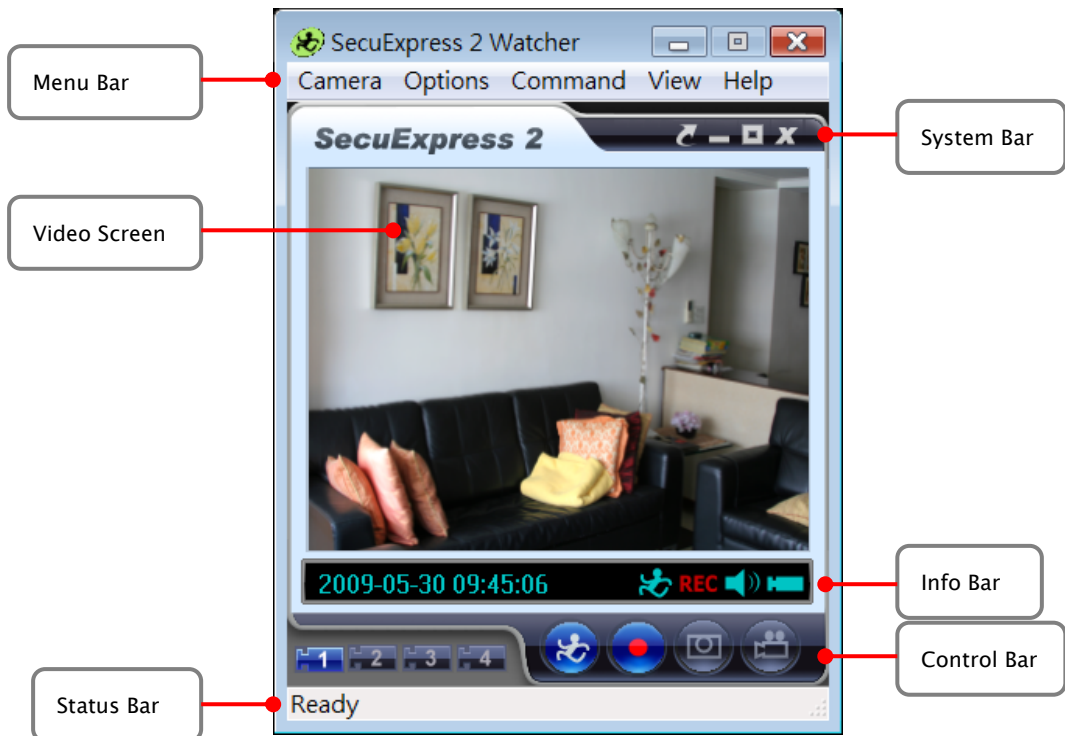 SecuExpress 2 Watcher
Menu Bar
Camera Options Command View Help
SecuExpress 2
System Bar
Video Screen
2009-05-30 09:45:06 REC
Info Bar
1 2 3 4
Control Bar
Status Bar
Ready